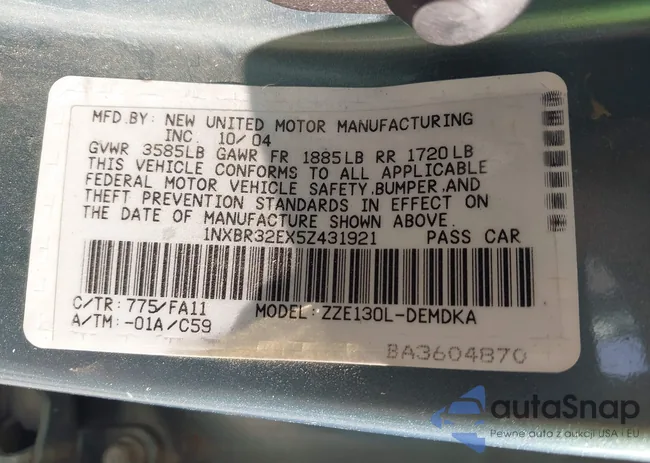 MFD.BY: NEW UNITED MOTOR MANUFACTURING
INC. 10/04
GVWR 3585LB GAWR FR 1885LB RR 1720LB
THIS VEHICLE CONFORMS TO ALL APPLICABLE
FEDERAL MOTOR VEHICLE SAFETY,BUMPER,AND
THEFT PREVENTION STANDARDS IN EFFECT ON
THE DATE OF MANUFACTURE SHOWN ABOVE.
1NXBR32EX5Z431921 PASS CAR
C/TR: 775/FA11 MODEL: ZZE130L-DEMDKA
A/TM: -01A/C59
BA3604870
autaSnap
Pewne auta z aukcji USA i EU